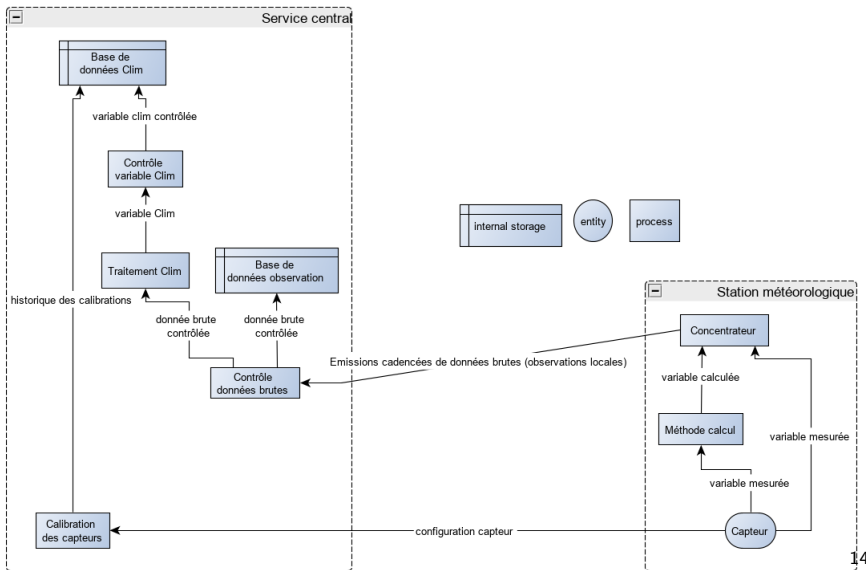 Service central
Base de
données Clim
variable clim contrôlée
Contrôle
variable Clim
variable Clim
internal storage
entity
process
Traitement Clim
Base de
données observation
historique des calibrations
donnée brute
contrôlée
donnée brute
contrôlée
Station météorologique
Concentrateur
Emissions cadencées de données brutes (observations locales)
Contrôle
données brutes
variable calculée
Méthode calcul
variable mesurée
variable mesurée
Calibration
des capteurs
configuration capteur
Capteur
14